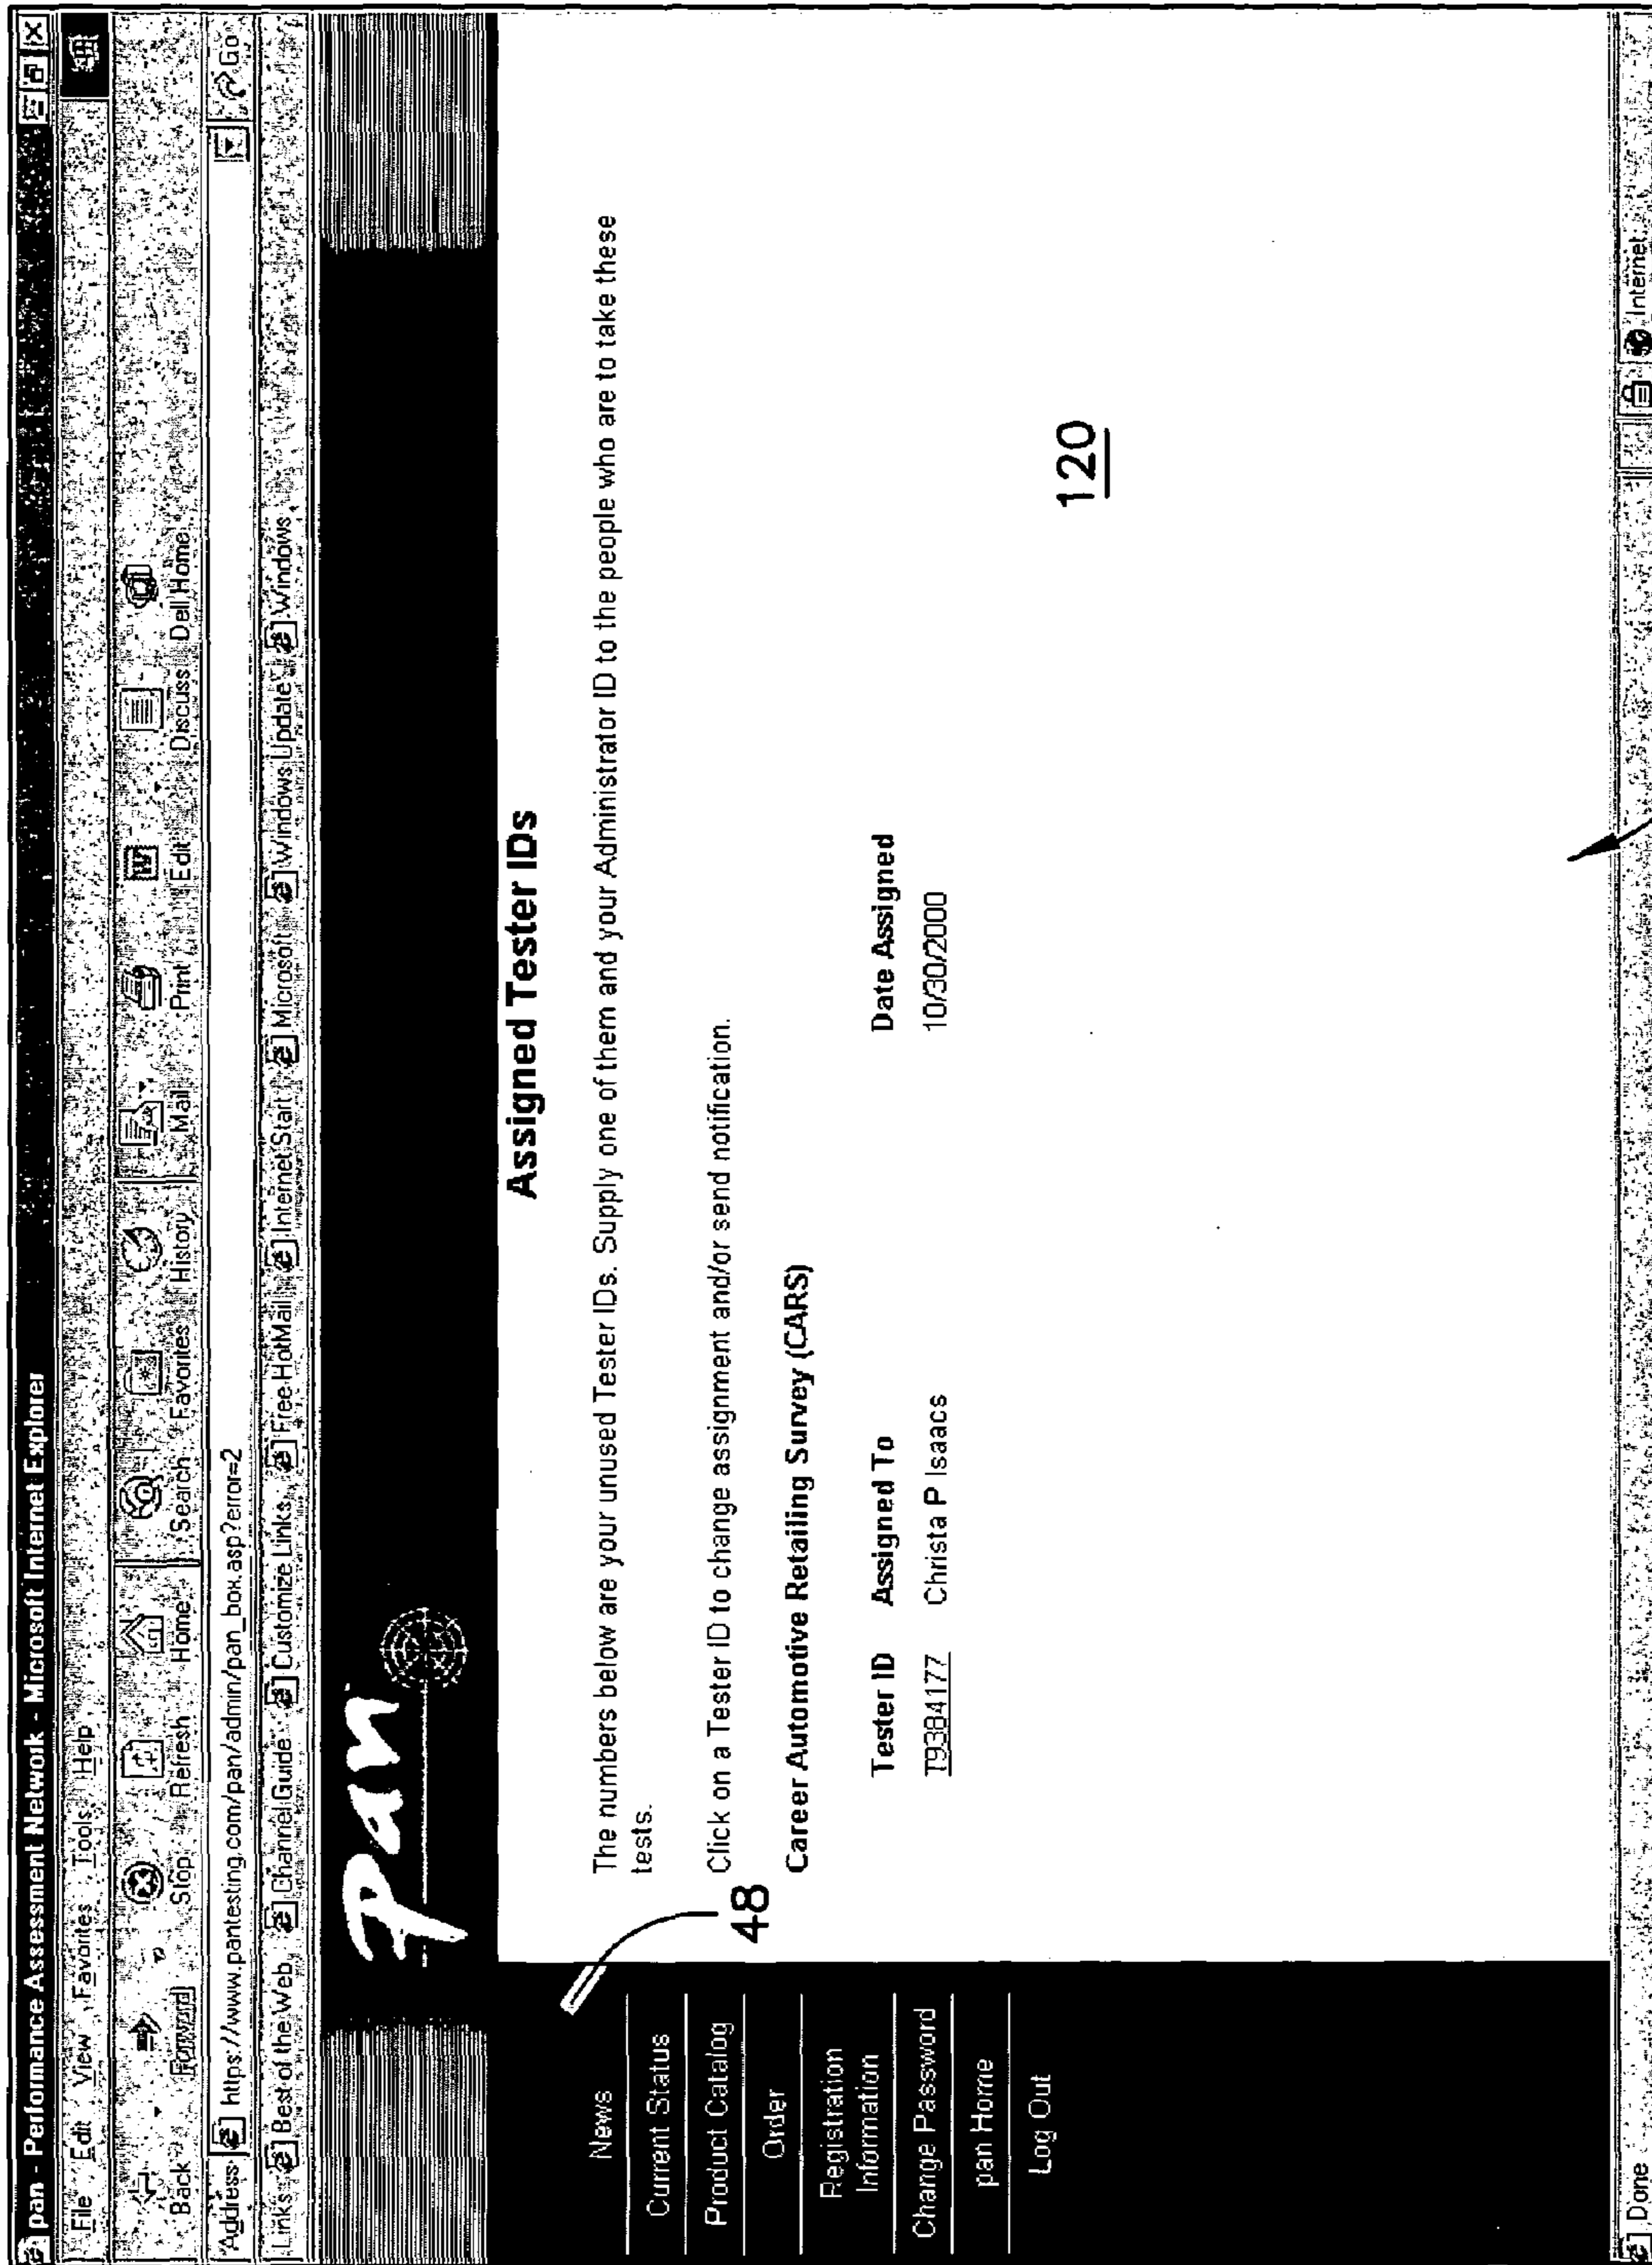 pan - Performance Assessment Network - Microsoft Internet Explorer
File Edit View Favorites Tools Help
Back Forward Stop Refresh Home Search Favorites History Mail Print Edit Discuss Dell Home
Address https://www.pantesting.com/pan/admin/pan_box.asp?error=2 Go
Links Best of the Web Channel Guide Customize Links Free HotMail Internet Start Microsoft Windows Update Windows
pan
News
Current Status
Product Catalog
Order
Registration
Information
Change Password
pan Home
Log Out
48
Assigned Tester IDs
The numbers below are your unused Tester IDs. Supply one of them and your Administrator ID to the people who are to take these
tests.
Click on a Tester ID to change assignment and/or send notification.
Career Automotive Retailing Survey (CARS)
Tester ID Assigned To Date Assigned
T9384177 Christa P Isaacs 10/30/2000
120
Done Internet